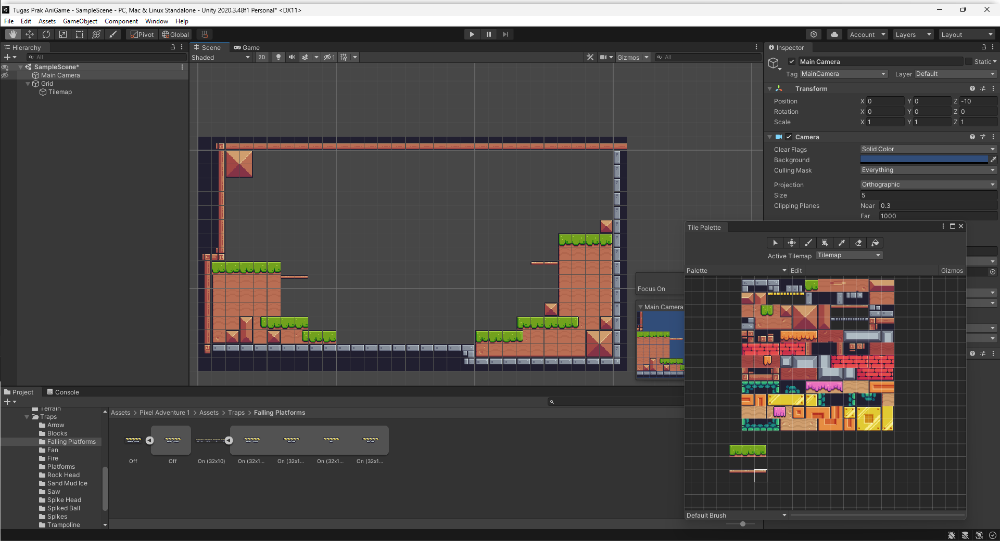 Tugas Prak AniGame - SampleScene - PC, Mac & Linux Standalone - Unity 2020.3.48f1 Personal* <DX11>
File Edit Assets GameObject Component Window Help
Pivot Global Account Layers Layout
Hierarchy
All
SampleScene*
Main Camera
Grid
Tilemap
Scene Game
Shaded 2D 1 Gizmos All
Inspector
Main Camera Static
Tag MainCamera Layer Default
Transform
Position X 0 Y 0 Z -10
Rotation X 0 Y 0 Z 0
Scale X 1 Y 1 Z 1
Camera
Clear Flags Solid Color
Background
Culling Mask Everything
Projection Orthographic
Size 5
Clipping Planes Near 0.3
Far 1000
Focus On
Main Camera
Tile Palette
Active Tilemap Tilemap
Palette Edit Gizmos
Default Brush
Project Console
Terrain
Traps
Arrow
Blocks
Falling Platforms
Fan
Fire
Platforms
Rock Head
Sand Mud Ice
Saw
Spike Head
Spiked Ball
Spikes
Trampoline
Assets > Pixel Adventure 1 > Assets > Traps > Falling Platforms
Off Off On (32x10) On (32x1... On (32x1... On (32x1... On (32x1...